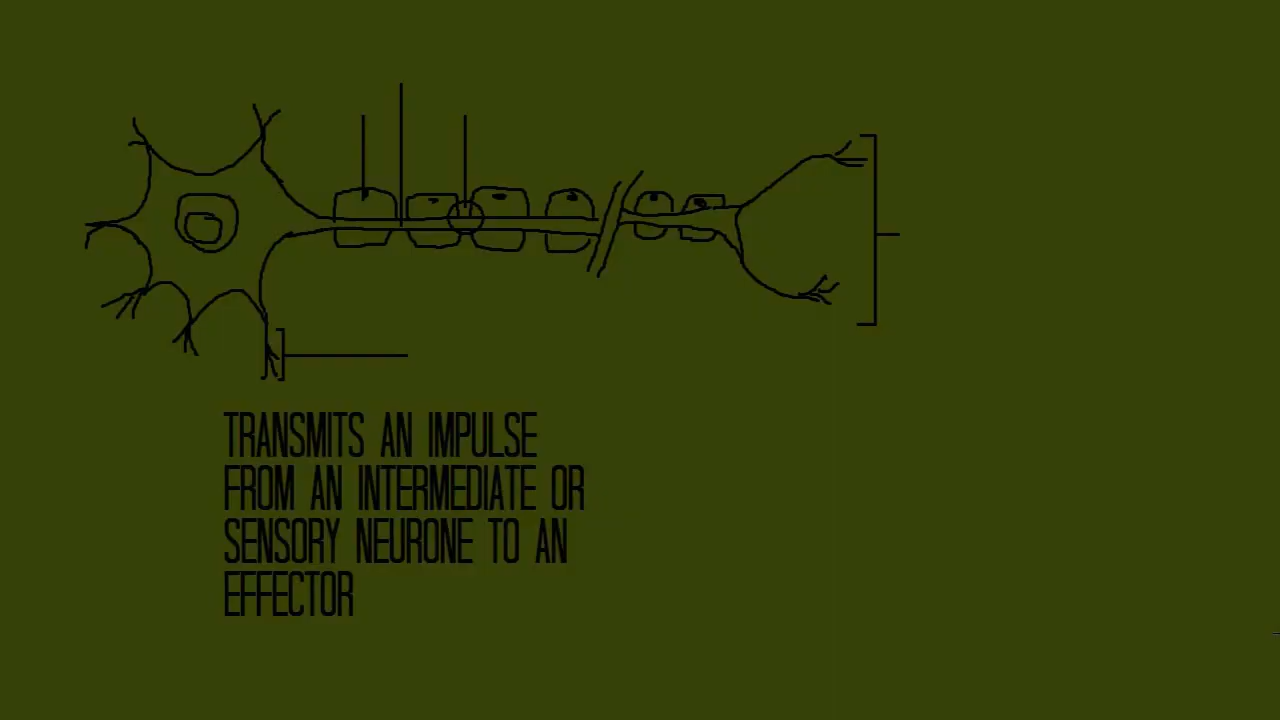 TRANSMITS AN IMPULSE
FROM AN INTERMEDIATE OR
SENSORY NEURONE TO AN
EFFECTOR